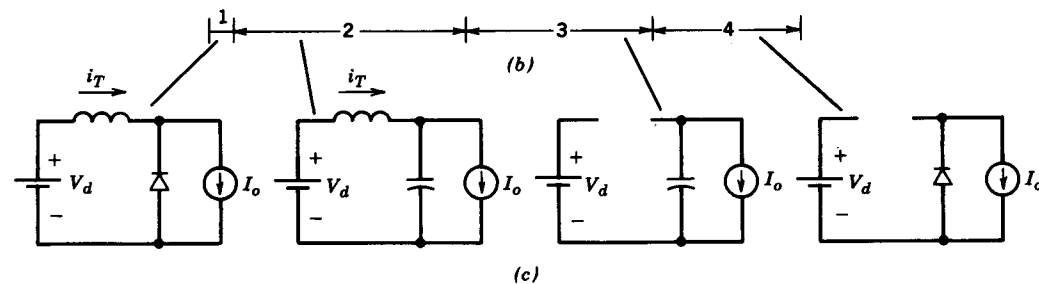 1 2 3 4
(b)
i_T i_T
+ + + +
V_d I_o V_d I_o V_d I_o V_d I_o
− − − −
(c)